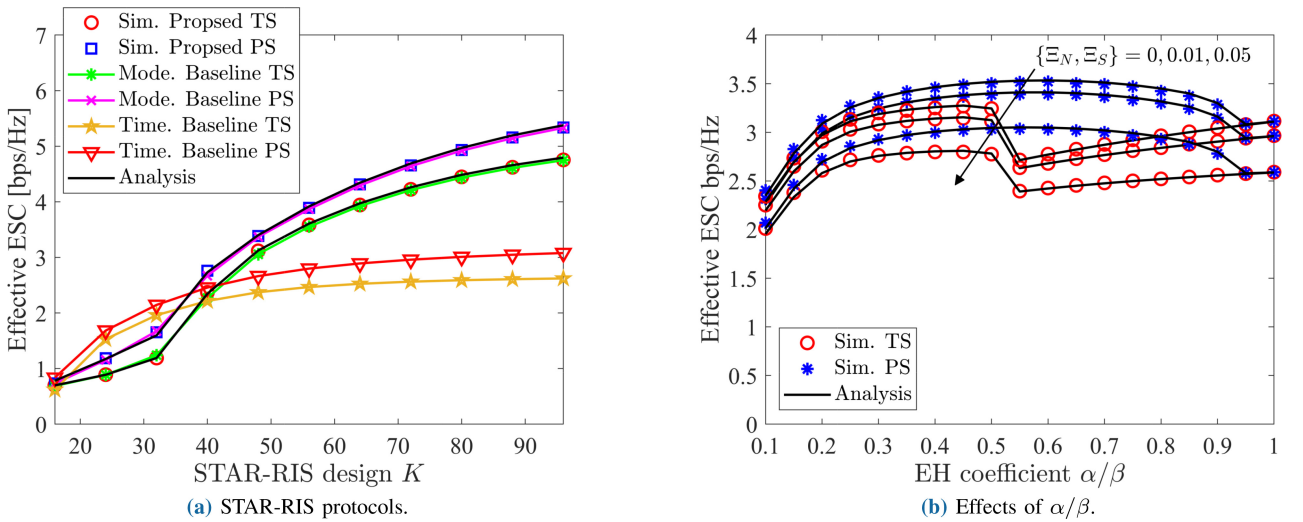 Effective ESC [bps/Hz]
7
6
5
4
3
2
1
0
Sim. Propsed TS
Sim. Propsed PS
Mode. Baseline TS
Mode. Baseline PS
Time. Baseline TS
Time. Baseline PS
Analysis
20 30 40 50 60 70 80 90
STAR-RIS design K
(a) STAR-RIS protocols.
Effective ESC bps/Hz
4
3.5
3
2.5
2
1.5
1
0.5
0
{Ξ_N, Ξ_S} = 0, 0.01, 0.05
Sim. TS
Sim. PS
Analysis
0.1 0.2 0.3 0.4 0.5 0.6 0.7 0.8 0.9 1
EH coefficient α/β
(b) Effects of α/β.